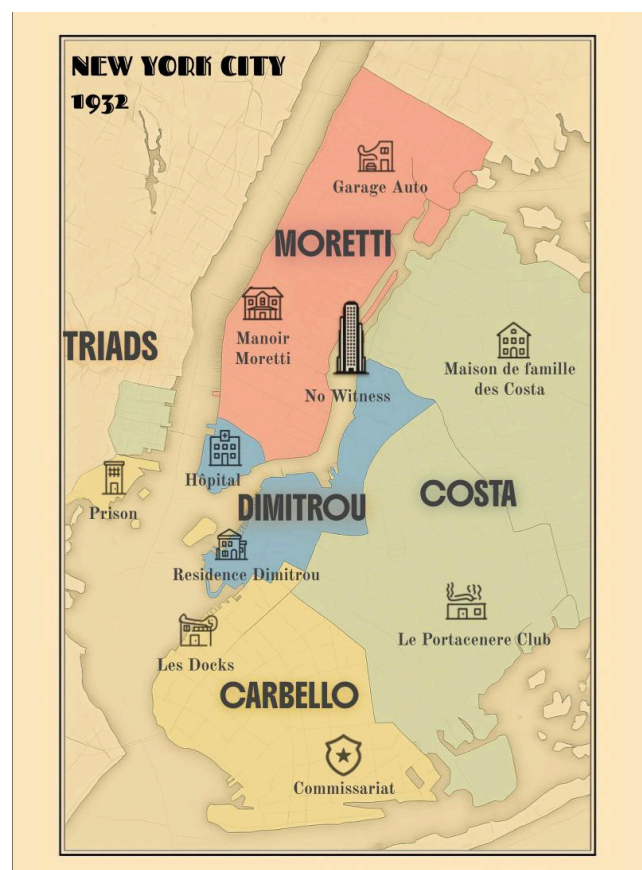 NEW YORK CITY
1932
Garage Auto
MORETTI
Manoir
Moretti
TRIADS
No Witness
Maison de famille
des Costa
Hôpital
Prison
DIMITROU
COSTA
Residence Dimitrou
Le Portacenere Club
Les Docks
CARBELLO
Commissariat